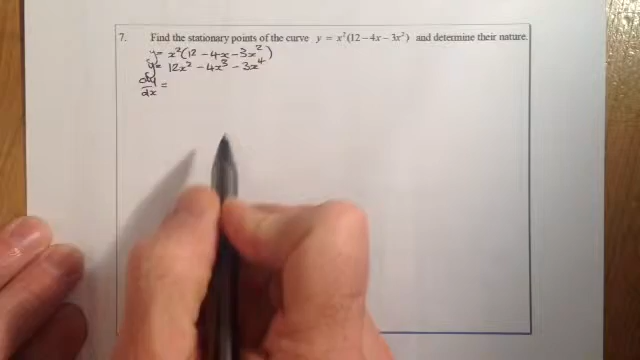 7. Find the stationary points of the curve y = x²(12 − 4x − 3x²) and determine their nature.
y = x²(12 − 4x − 3x²)
y = 12x² − 4x³ − 3x⁴
dy/dx =